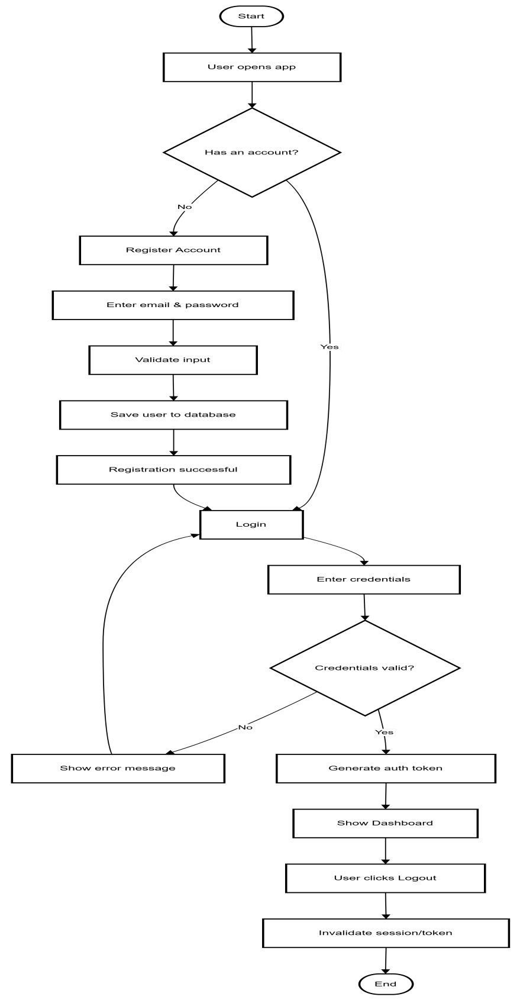 Start
User opens app
Has an account?
No
Register Account
Enter email & password
Yes
Validate input
Save user to database
Registration successful
Login
Enter credentials
Credentials valid?
No
Yes
Show error message
Generate auth token
Show Dashboard
User clicks Logout
Invalidate session/token
End